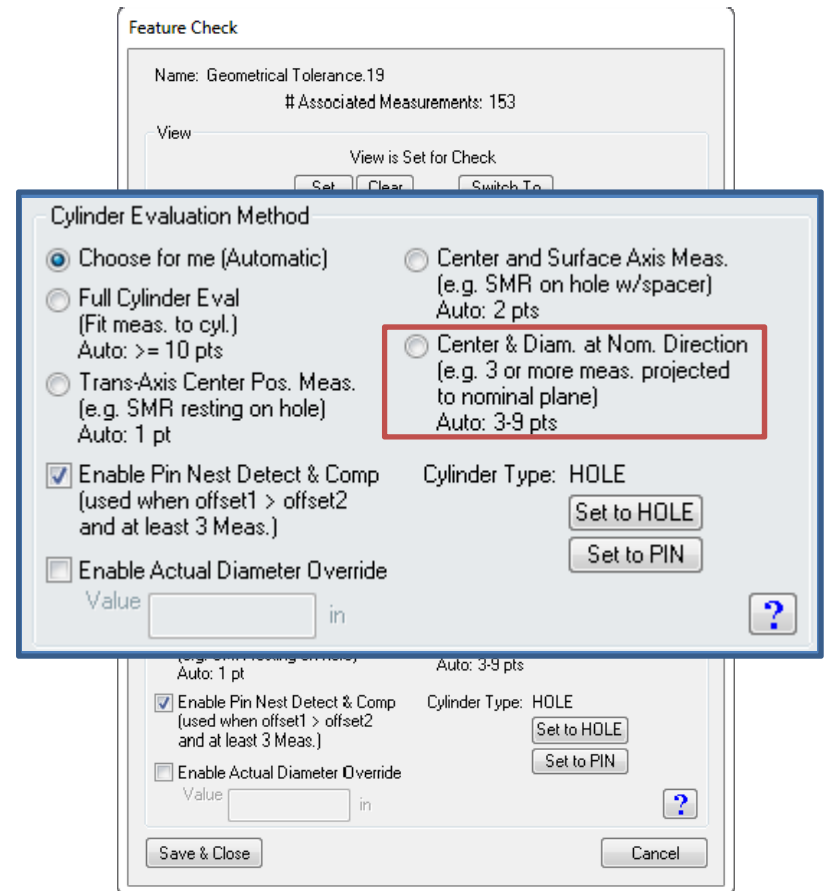 Feature Check
Name: Geometrical Tolerance.19
# Associated Measurements: 153
View
View is Set for Check
Set Clear Switch To
Cylinder Evaluation Method
Choose for me (Automatic)
Full Cylinder Eval
(Fit meas. to cyl.)
Auto: >= 10 pts
Trans-Axis Center Pos. Meas.
(e.g. SMR resting on hole)
Auto: 1 pt
Center and Surface Axis Meas.
(e.g. SMR on hole w/spacer)
Auto: 2 pts
Center & Diam. at Nom. Direction
(e.g. 3 or more meas. projected
to nominal plane)
Auto: 3-9 pts
Enable Pin Nest Detect & Comp
(used when offset1 > offset2
and at least 3 Meas.)
Cylinder Type: HOLE
Set to HOLE
Set to PIN
Enable Actual Diameter Override
Value in
?
(e.g. SMR resting on hole)
Auto: 1 pt
Auto: 3-9 pts
Enable Pin Nest Detect & Comp
(used when offset1 > offset2
and at least 3 Meas.)
Cylinder Type: HOLE
Set to HOLE
Set to PIN
Enable Actual Diameter Override
Value in
?
Save & Close
Cancel